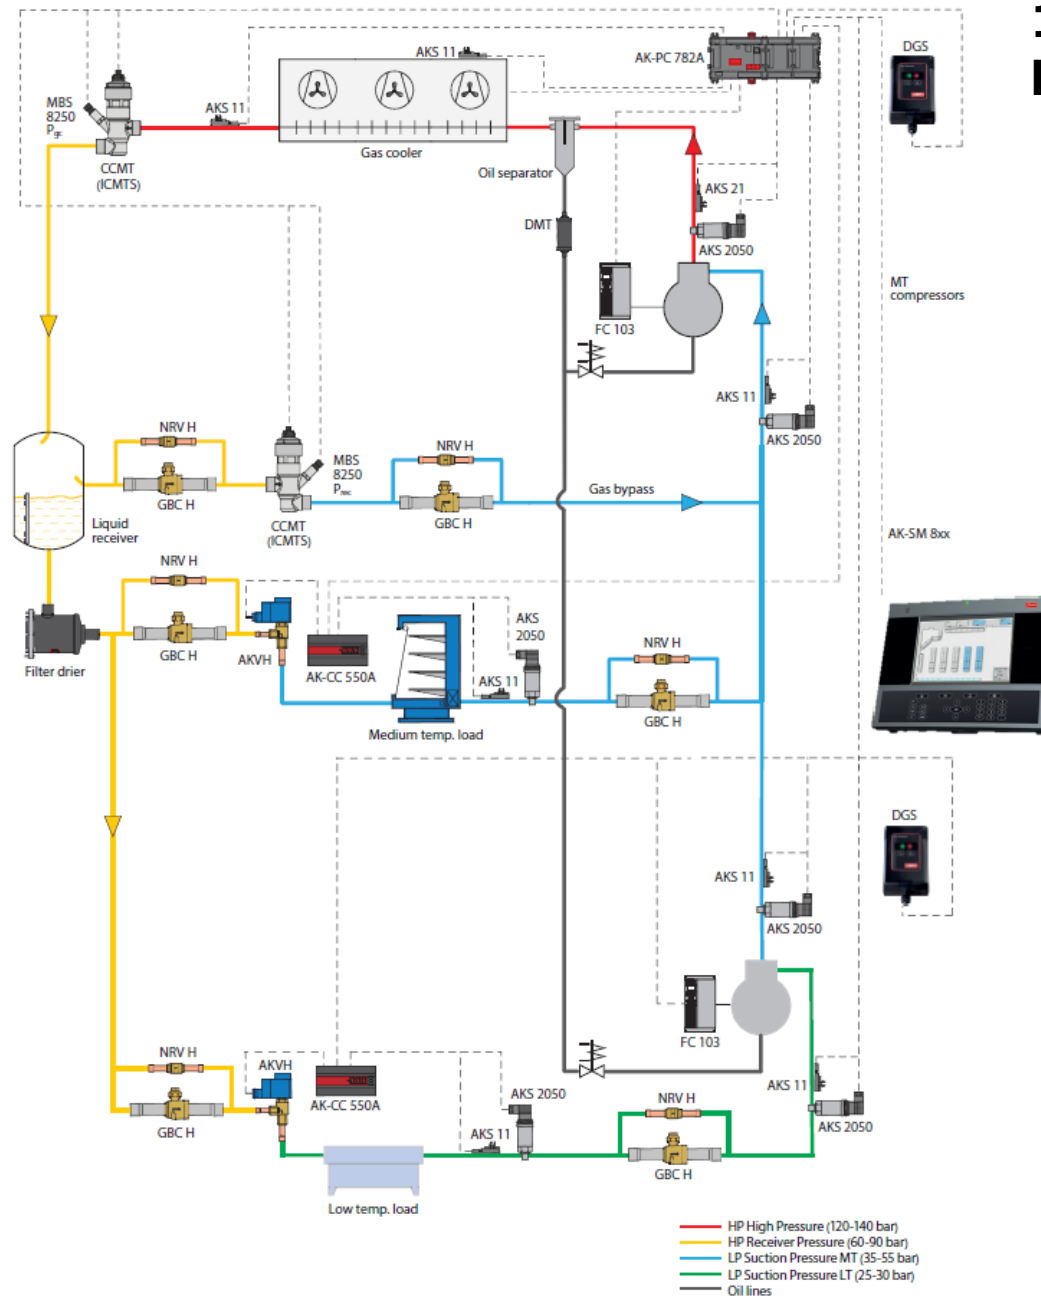 AKS 11
AK-PC 782A
DGS
MBS
8250
P gc
AKS 11
CCMT
(ICMTS)
Gas cooler
Oil separator
AKS 21
DMT
AKS 2050
FC 103
MT
compressors
AKS 11
AKS 2050
NRV H
GBC H
MBS
8250
P rec
NRV H
GBC H
Gas bypass
CCMT
(ICMTS)
Liquid
receiver
AK-SM 8xx
NRV H
GBC H
Filter drier
AKVH
AK-CC 550A
AKS
2050
AKS 11
Medium temp. load
NRV H
GBC H
DGS
AKS 11
AKS 2050
FC 103
NRV H
GBC H
AKVH
AK-CC 550A
AKS 2050
AKS 11
Low temp. load
NRV H
GBC H
AKS 11
AKS 2050
HP High Pressure (120-140 bar)
HP Receiver Pressure (60-90 bar)
LP Suction Pressure MT (35-55 bar)
LP Suction Pressure LT (25-30 bar)
Oil lines